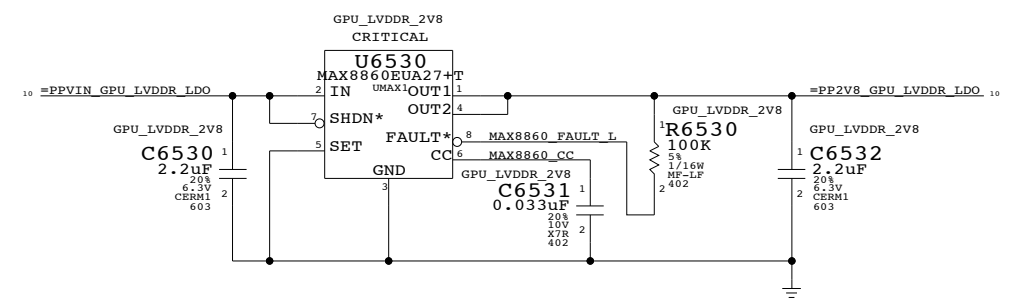 GPU_LVDDR_2V8
CRITICAL
U6530
MAX8860EUA27+T
UMAX1
10 =PPVIN_GPU_LVDDR_LDO
2 IN
OUT1 1
OUT2 4
=PP2V8_GPU_LVDDR_LDO 10
7 SHDN*
FAULT* 8 MAX8860_FAULT_L
5 SET
CC 6 MAX8860_CC
GND
3
GPU_LVDDR_2V8
C6530 1
2.2uF
20%
6.3V 2
CERM1
603
GPU_LVDDR_2V8
C6531 1
0.033uF
20%
10V 2
X7R
402
GPU_LVDDR_2V8
1 R6530
100K
5%
1/16W
MF-LF
2 402
GPU_LVDDR_2V8
1 C6532
2.2uF
20%
2 6.3V
CERM1
603